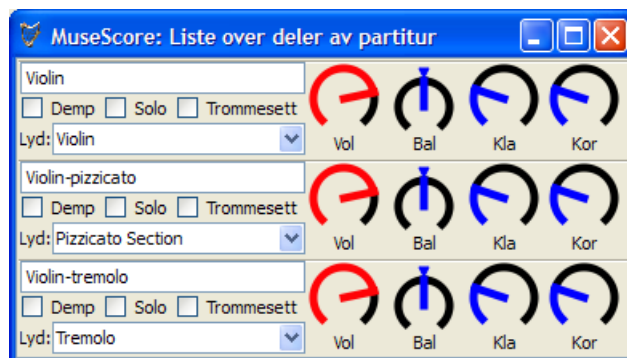 MuseScore: Liste over deler av partitur
Violin
Demp Solo Trommesett
Lyd: Violin
Vol Bal Kla Kor
Violin-pizzicato
Demp Solo Trommesett
Lyd: Pizzicato Section
Vol Bal Kla Kor
Violin-tremolo
Demp Solo Trommesett
Lyd: Tremolo
Vol Bal Kla Kor